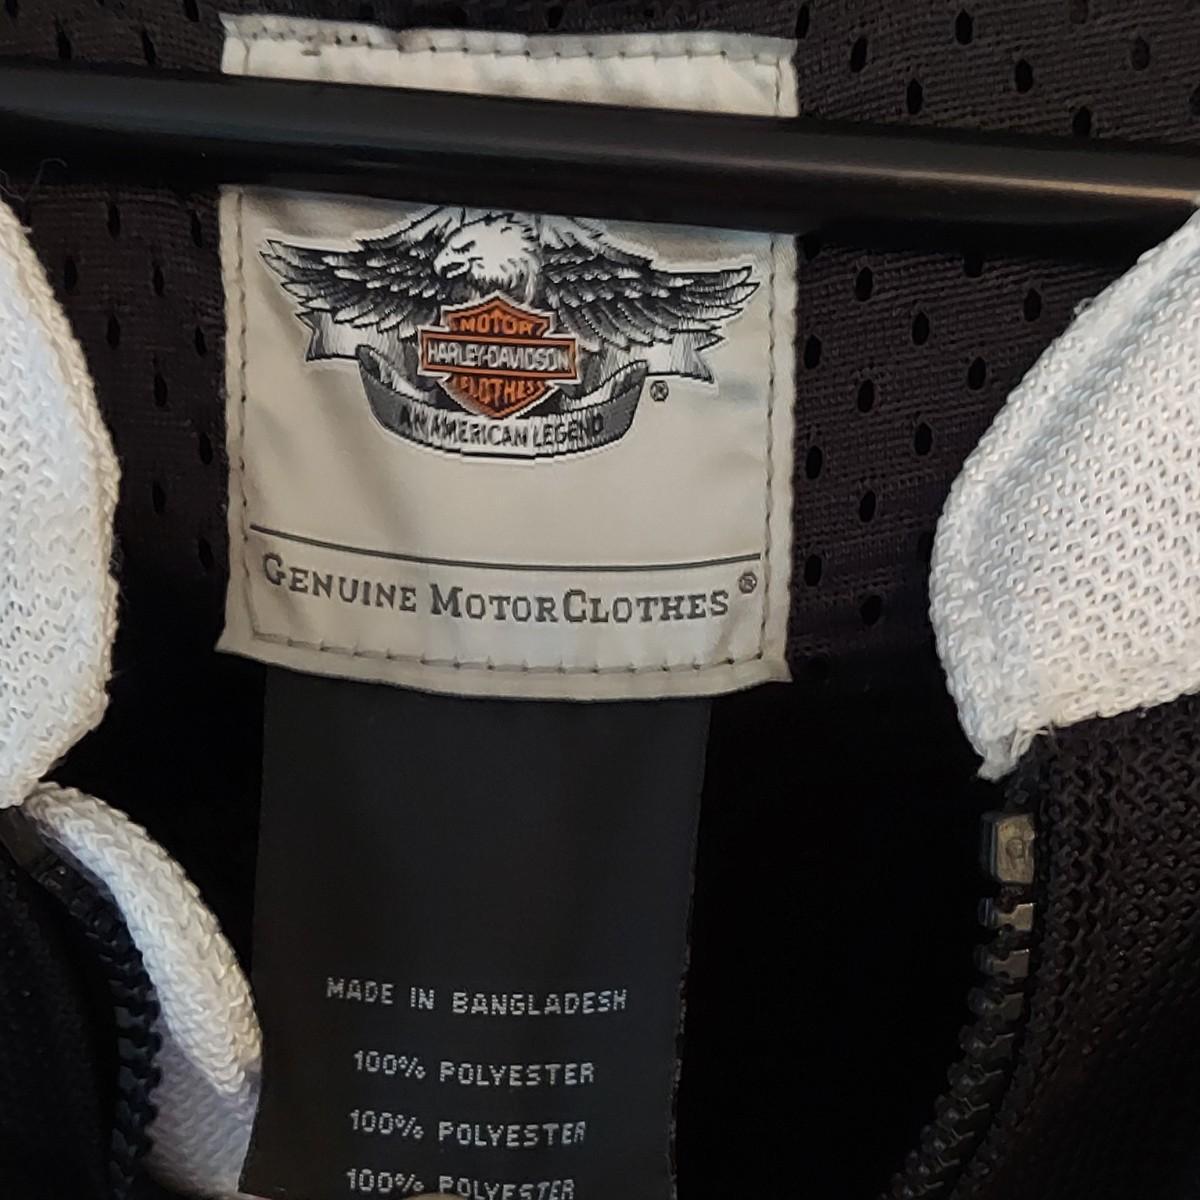 MOTOR
HARLEY-DAVIDSON
CLOTHES
®
AN AMERICAN LEGEND
GENUINE MOTORCLOTHES®
MADE IN BANGLADESH
100% POLYESTER
100% POLYESTER
100% POLYESTER